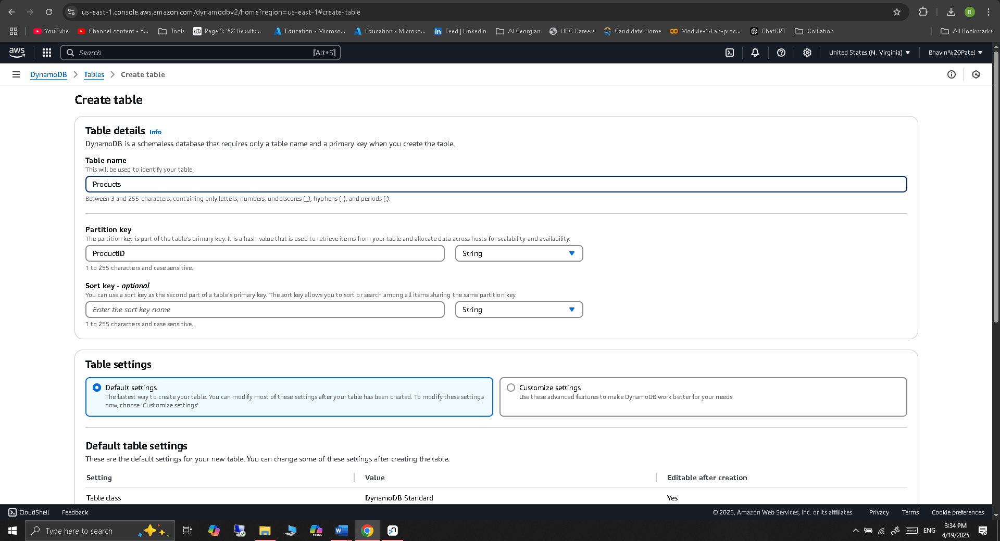 us-east-1.console.aws.amazon.com/dynamodbv2/home?region=us-east-1#create-table
B
YouTube
Channel content - Y...
Tools
Page 3: '52' Results...
Education - Microso...
Education - Microso...
Feed | LinkedIn
AI Georgian
HBC Careers
Candidate Home
Module-1-Lab-proc...
ChatGPT
Colliation
All Bookmarks
aws
Search
[Alt+S]
United States (N. Virginia)
Bhavin%20Patel
DynamoDB
Tables
Create table
Create table
Table details
Info
DynamoDB is a schemaless database that requires only a table name and a primary key when you create the table.
Table name
This will be used to identify your table.
Products
Between 3 and 255 characters, containing only letters, numbers, underscores (_), hyphens (-), and periods (.).
Partition key
The partition key is part of the table's primary key. It is a hash value that is used to retrieve items from your table and allocate data across hosts for scalability and availability.
ProductID
String
1 to 255 characters and case sensitive.
Sort key - optional
You can use a sort key as the second part of a table's primary key. The sort key allows you to sort or search among all items sharing the same partition key.
Enter the sort key name
String
1 to 255 characters and case sensitive.
Table settings
Default settings
The fastest way to create your table. You can modify most of these settings after your table has been created. To modify these settings
now, choose 'Customize settings'.
Customize settings
Use these advanced features to make DynamoDB work better for your needs.
Default table settings
These are the default settings for your new table. You can change some of these settings after creating the table.
Setting
Value
Editable after creation
Table class
DynamoDB Standard
Yes
CloudShell
Feedback
© 2025, Amazon Web Services, Inc. or its affiliates.
Privacy
Terms
Cookie preferences
Type here to search
M365
ENG
3:34 PM
4/19/2025